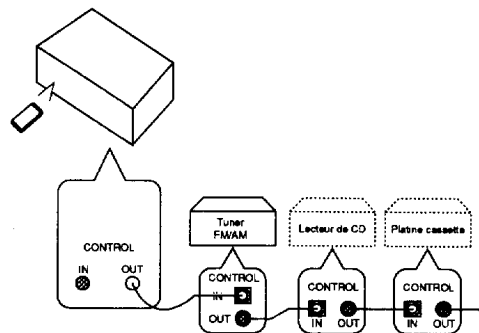 Tuner
FM/AM
Lecteur de CD
Platine cassette
CONTROL
IN OUT
CONTROL
IN
OUT
CONTROL
IN OUT
CONTROL
IN OUT